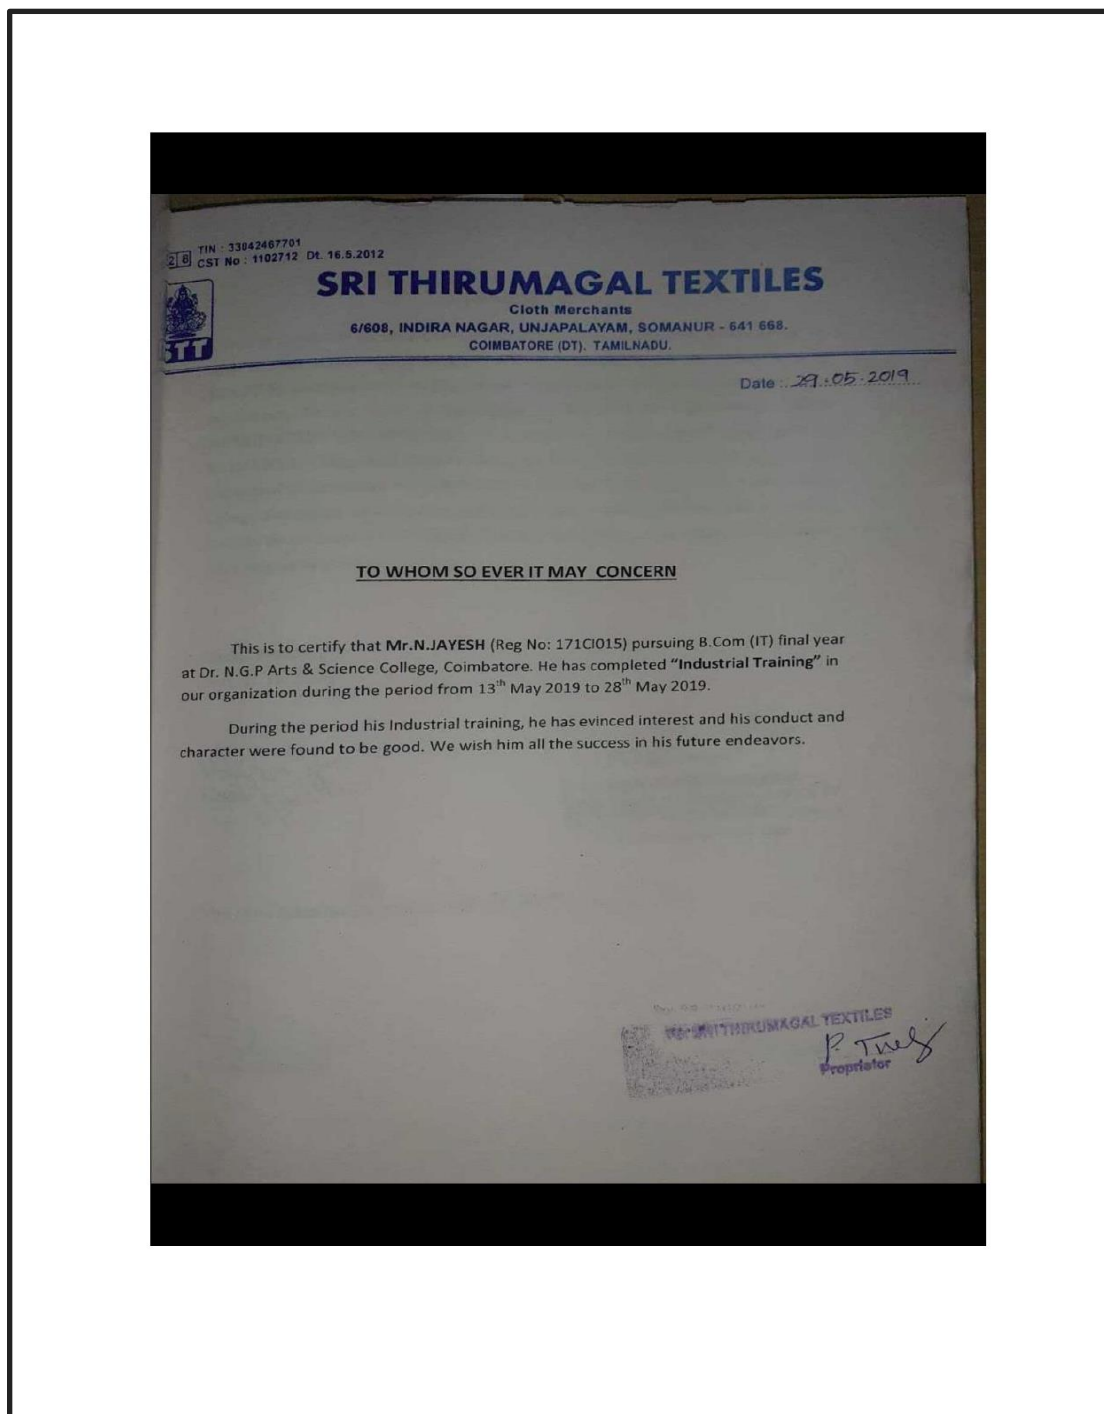 TIN : 33042467701
28 CST No : 1102712 Dt. 16.5.2012
SRI THIRUMAGAL TEXTILES
Cloth Merchants
6/608, INDIRA NAGAR, UNJAPALAYAM, SOMANUR - 641 668.
COIMBATORE (DT). TAMILNADU.
STT
Date : 29.05.2019
TO WHOM SO EVER IT MAY CONCERN
This is to certify that Mr.N.JAYESH (Reg No: 171CI015) pursuing B.Com (IT) final year
at Dr. N.G.P Arts & Science College, Coimbatore. He has completed “Industrial Training” in
our organization during the period from 13th May 2019 to 28th May 2019.
During the period his Industrial training, he has evinced interest and his conduct and
character were found to be good. We wish him all the success in his future endeavors.
For SRI THIRUMAGAL TEXTILES
Proprietor